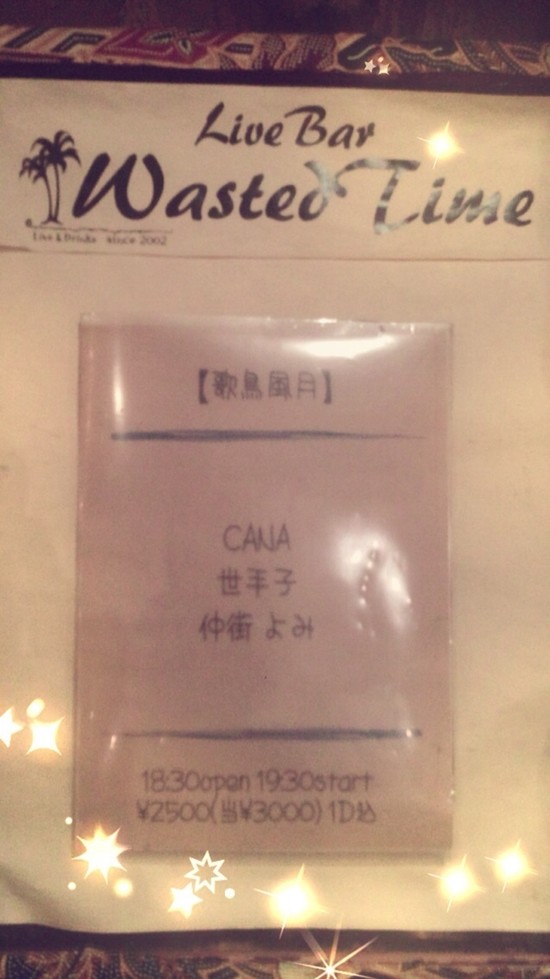 Live Bar
Wasted Time
Live & Drinks since 2002
【歌鳥風月】
CANA
世手子
仲街 よみ
18:30open 19:30start
¥2500(当¥3000) 1D込